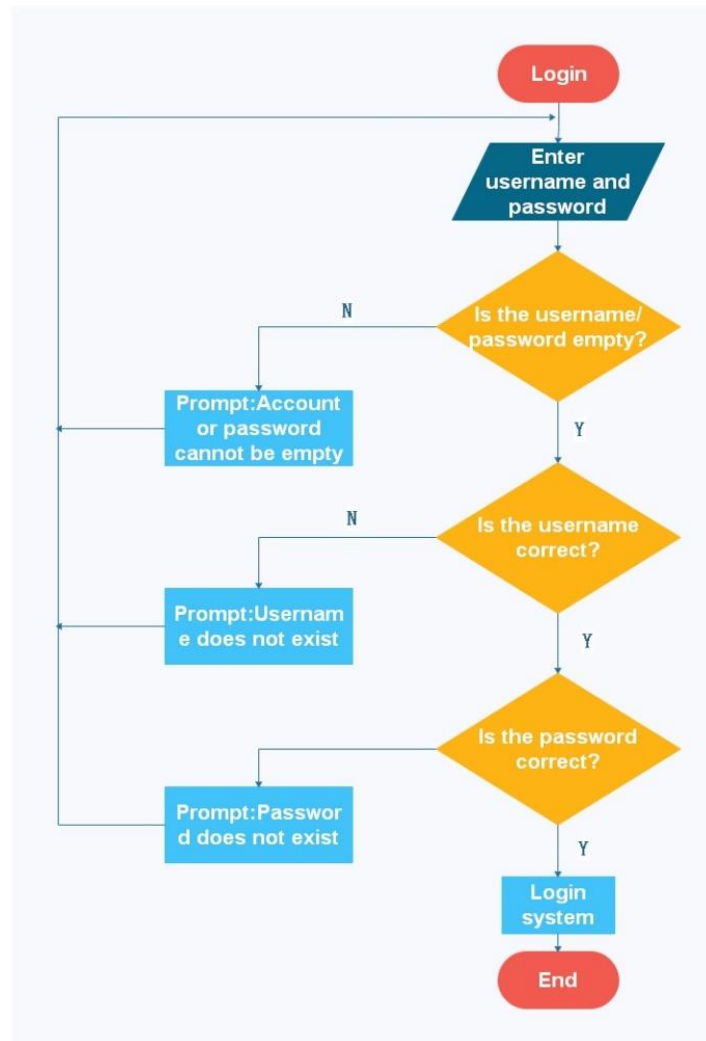 Login
Enter
username and
password
Is the username/
password empty?
N
Prompt:Account
or password
cannot be empty
Y
Is the username
correct?
N
Prompt:Usernam
e does not exist
Y
Is the password
correct?
Prompt:Passwor
d does not exist
Y
Login
system
End